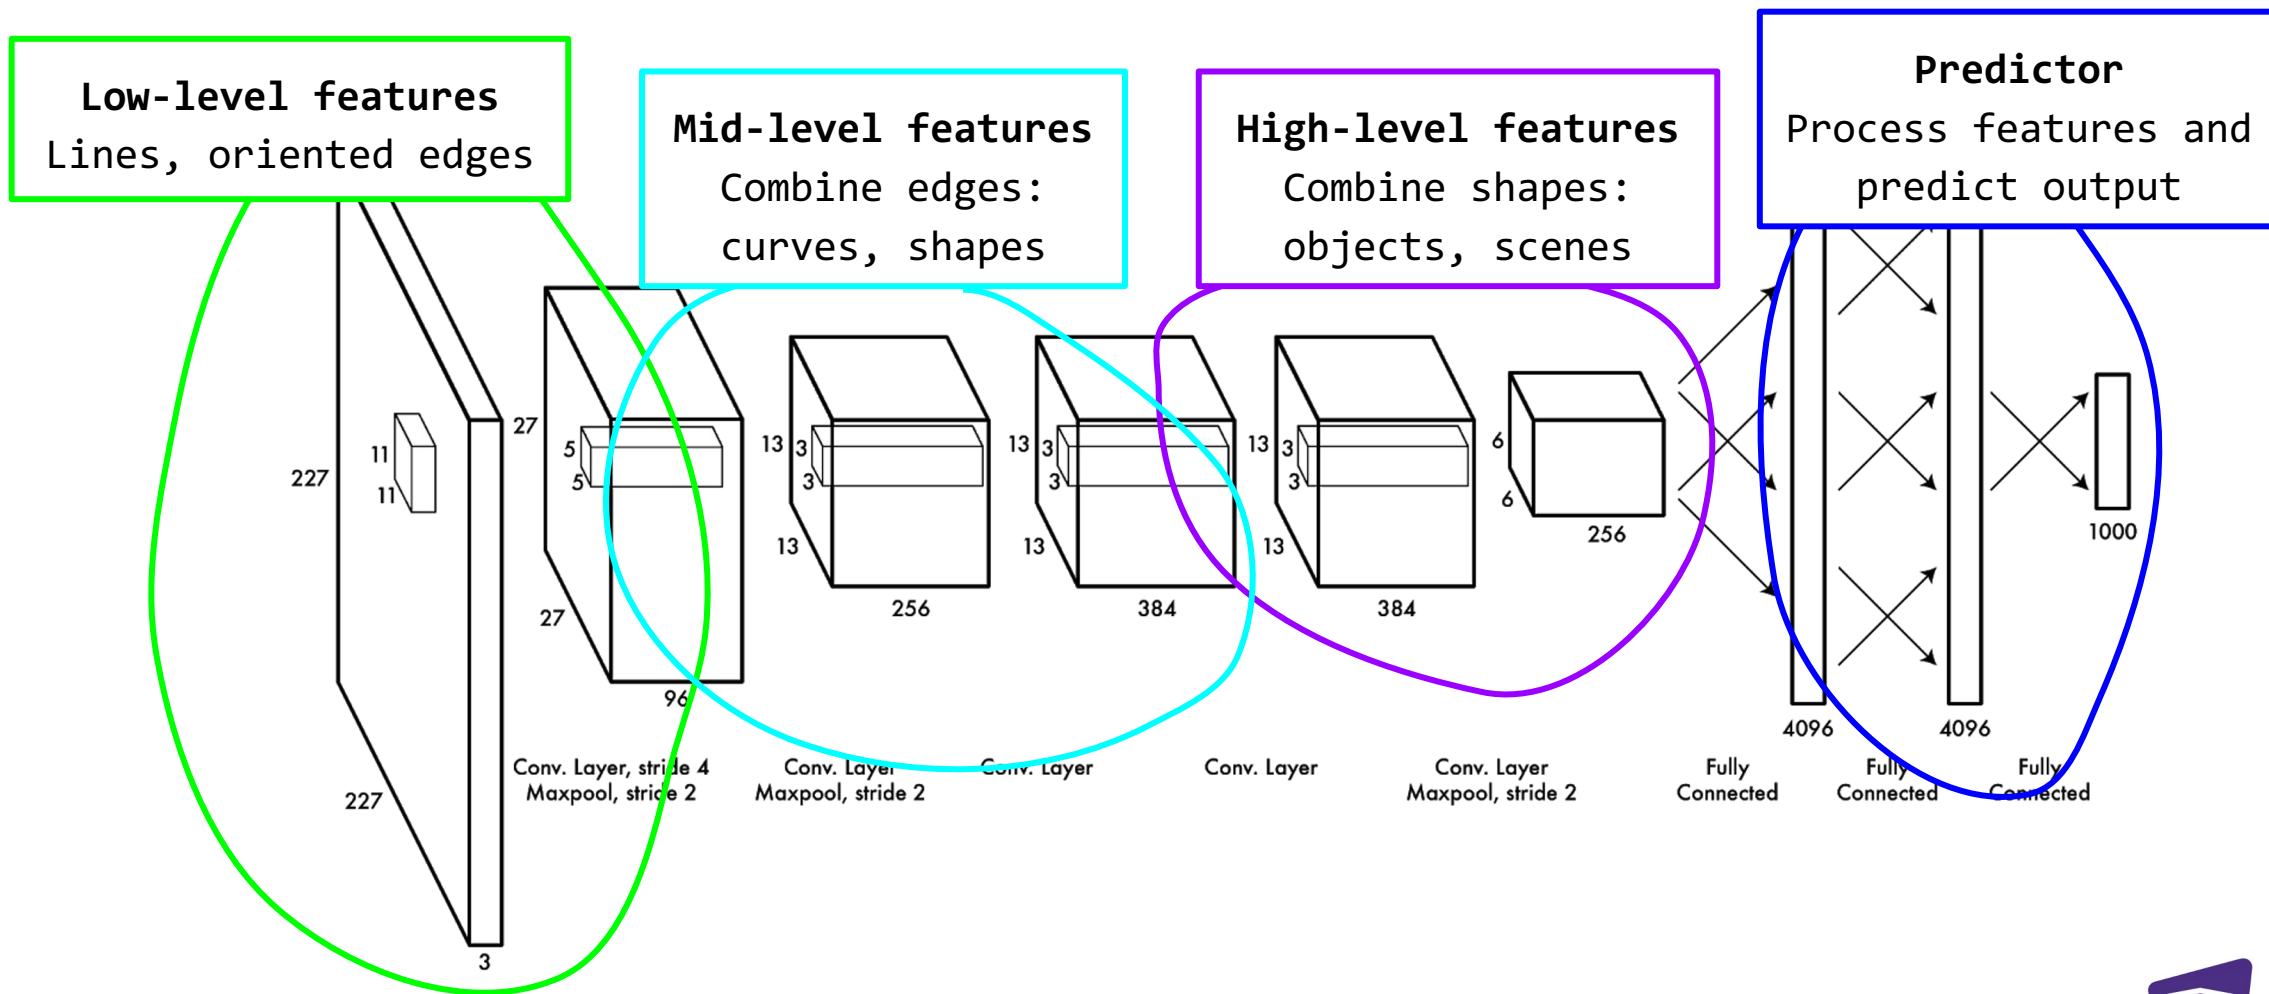 Low-level features
Lines, oriented edges
Mid-level features
Combine edges:
curves, shapes
High-level features
Combine shapes:
objects, scenes
Predictor
Process features and
predict output
227
227
3
11
11
27
27
96
5
5
13
13
256
3
3
13
13
384
3
3
13
13
384
3
3
6
6
256
4096
4096
1000
Conv. Layer, stride 4
Maxpool, stride 2
Conv. Layer
Maxpool, stride 2
Conv. Layer
Conv. Layer
Conv. Layer
Maxpool, stride 2
Fully
Connected
Fully
Connected
Fully
Connected